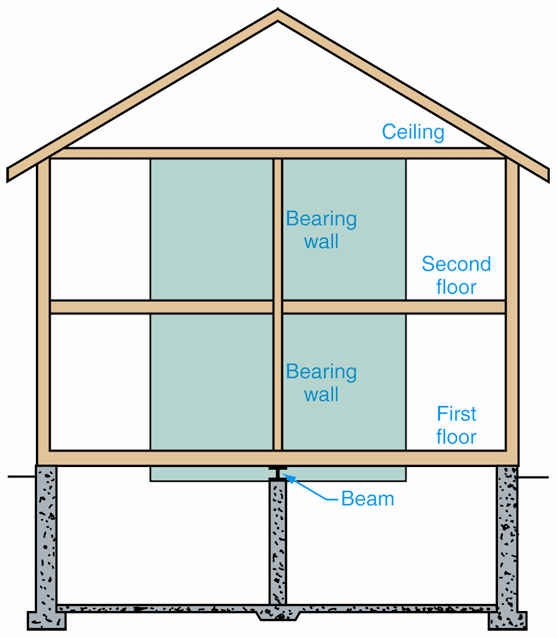 Ceiling
Bearing
wall
Second
floor
Bearing
wall
First
floor
Beam